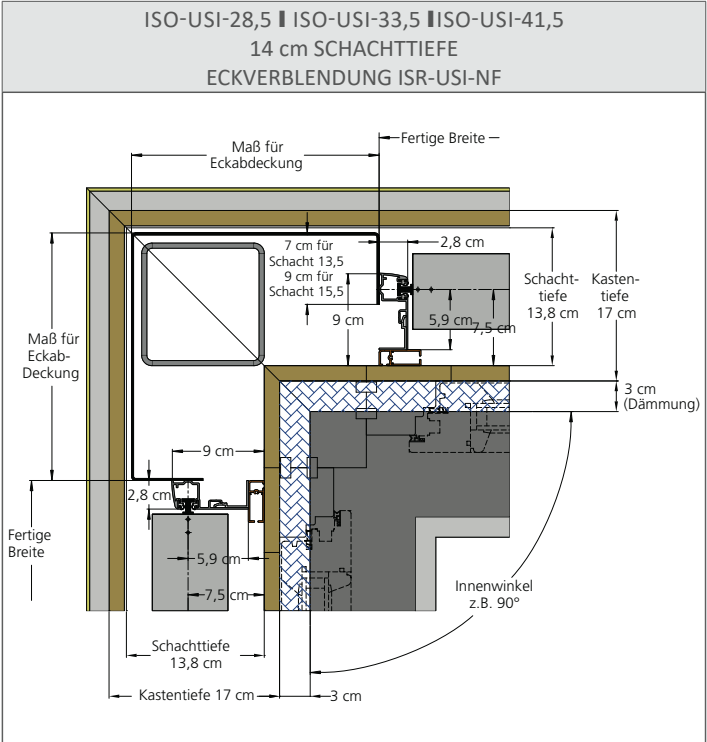 ISO-USI-28,5 I ISO-USI-33,5 I ISO-USI-41,5
14 cm SCHACHTTIEFE
ECKVERBLENDUNG ISR-USI-NF
Maß für
Eckabdeckung
Fertige Breite
7 cm für
Schacht 13,5
9 cm für
Schacht 15,5
2,8 cm
9 cm
5,9 cm
7,5 cm
Schacht-
tiefe
13,8 cm
Kasten-
tiefe
17 cm
Maß für
Eckab-
Deckung
3 cm
(Dämmung)
9 cm
2,8 cm
Fertige
Breite
5,9 cm
7,5 cm
Innenwinkel
z.B. 90°
Schachttiefe
13,8 cm
Kastentiefe 17 cm
3 cm